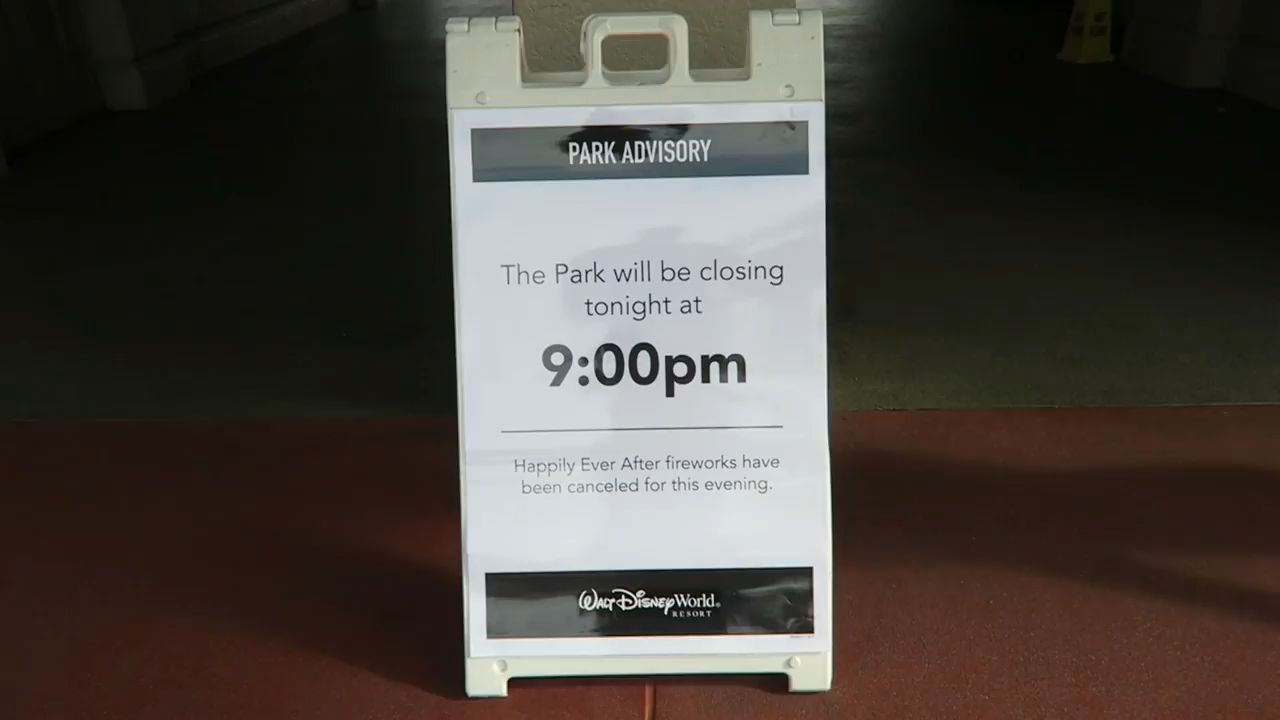 PARK ADVISORY
The Park will be closing
tonight at
9:00pm
Happily Ever After fireworks have
been canceled for this evening.
Walt Disney World®
RESORT